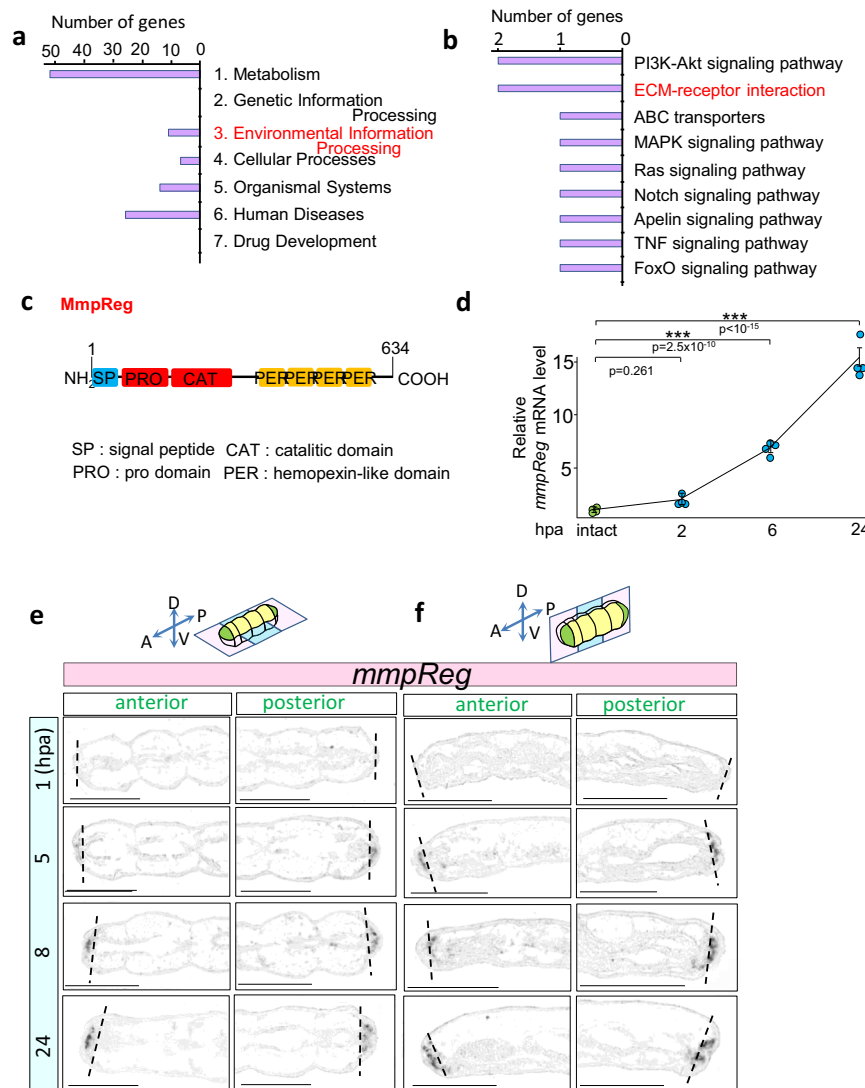 a
Number of genes
50 40 30 20 10 0
1. Metabolism
2. Genetic Information
Processing
3. Environmental Information
Processing
4. Cellular Processes
5. Organismal Systems
6. Human Diseases
7. Drug Development
b
Number of genes
2 1 0
PI3K-Akt signaling pathway
ECM-receptor interaction
ABC transporters
MAPK signaling pathway
Ras signaling pathway
Notch signaling pathway
Apelin signaling pathway
TNF signaling pathway
FoxO signaling pathway
c MmpReg
1 634
NH2 SP PRO CAT PER PER PER PER COOH
SP : signal peptide CAT : catalitic domain
PRO : pro domain PER : hemopexin-like domain
d
***
p<10-15
***
p=2.5x10-10
p=0.261
Relative
mmpReg mRNA level
15
10
5
hpa intact 2 6 24
e
D
P
A
V
f
D
P
A
V
mmpReg
anterior posterior anterior posterior
1 (hpa)
5
8
24